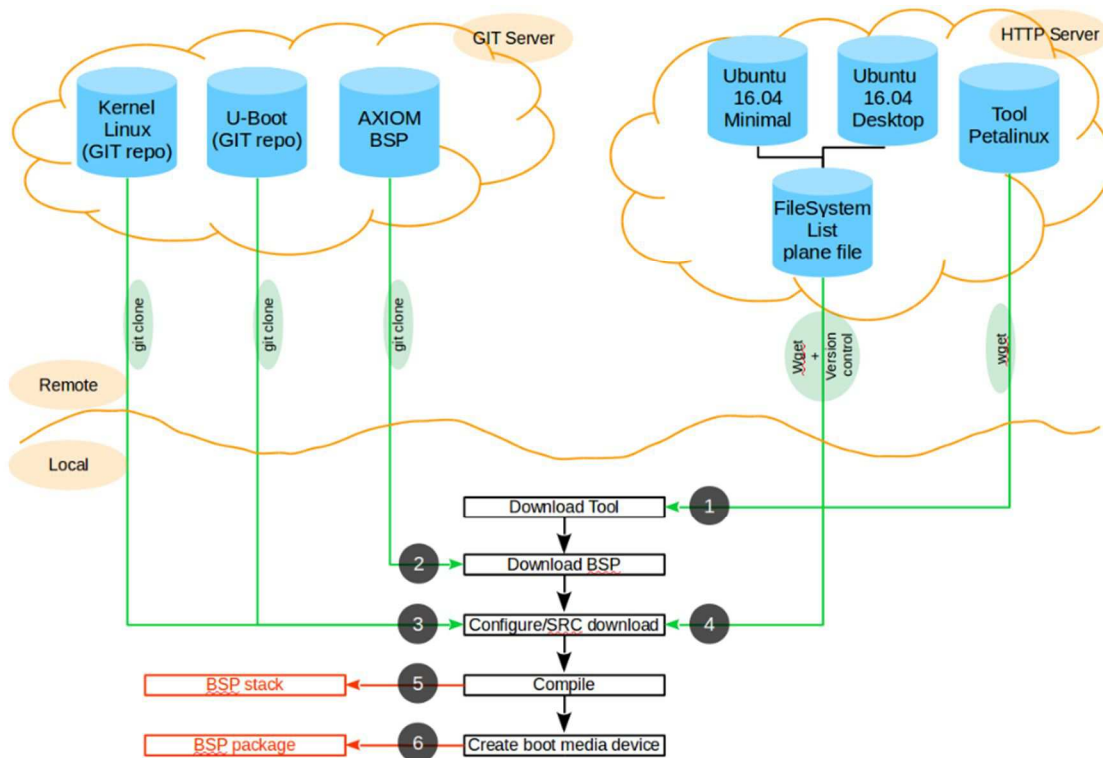 GIT Server
HTTP Server
Kernel
Linux
(GIT repo)
U-Boot
(GIT repo)
AXIOM
BSP
Ubuntu
16.04
Minimal
Ubuntu
16.04
Desktop
Tool
Petalinux
FileSystem
List
plane file
git clone
git clone
git clone
Wget
+
Version
control
wget
Remote
Local
Download Tool
1
2
Download BSP
3
Configure/SRC download
4
BSP stack
5
Compile
BSP package
6
Create boot media device